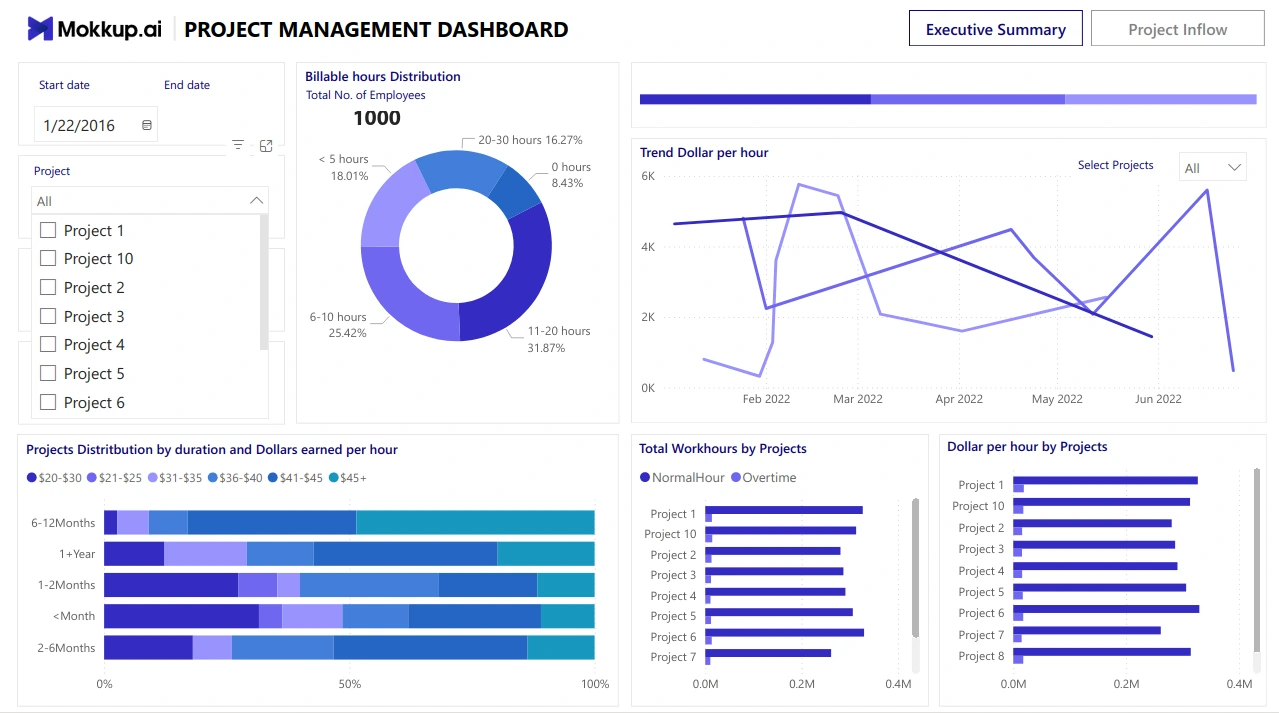 Mokkup.ai
PROJECT MANAGEMENT DASHBOARD
Executive Summary
Project Inflow
Start date
End date
1/22/2016
Project
All
Project 1
Project 10
Project 2
Project 3
Project 4
Project 5
Project 6
Billable hours Distribution
Total No. of Employees
1000
20-30 hours 16.27%
< 5 hours
18.01%
0 hours
8.43%
6-10 hours
25.42%
11-20 hours
31.87%
Trend Dollar per hour
Select Projects
All
6K
4K
2K
0K
Feb 2022
Mar 2022
Apr 2022
May 2022
Jun 2022
Projects Distritbution by duration and Dollars earned per hour
$20-$30
$21-$25
$31-$35
$36-$40
$41-$45
$45+
6-12Months
1+Year
1-2Months
<Month
2-6Months
0%
50%
100%
Total Workhours by Projects
NormalHour
Overtime
Project 1
Project 10
Project 2
Project 3
Project 4
Project 5
Project 6
Project 7
0.0M
0.2M
0.4M
Dollar per hour by Projects
Project 1
Project 10
Project 2
Project 3
Project 4
Project 5
Project 6
Project 7
Project 8
0.0M
0.2M
0.4M